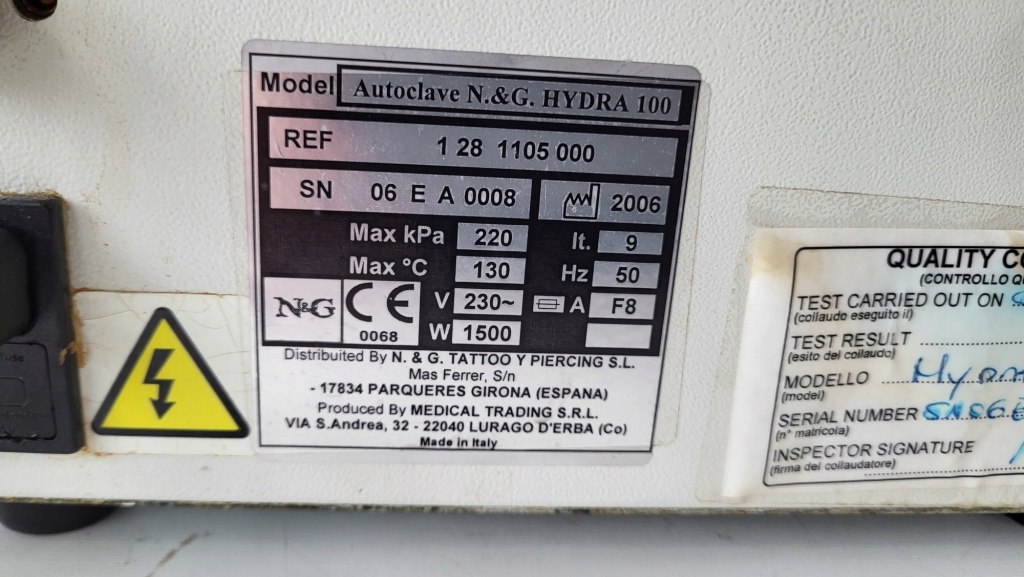 Model Autoclave N.&G. HYDRA 100
REF 1 28 1105 000
SN 06 E A 0008 2006
Max kPa 220 lt. 9
Max °C 130 Hz 50
N&G CE 0068 V 230~ A F8
W 1500
Distribuited By N. & G. TATTOO Y PIERCING S.L.
Mas Ferrer, S/n
- 17834 PARQUERES GIRONA (ESPANA)
Produced By MEDICAL TRADING S.R.L.
VIA S.Andrea, 32 - 22040 LURAGO D'ERBA (Co)
Made in Italy
QUALITY CO
(CONTROLLO Q
TEST CARRIED OUT ON
(collaudo eseguito il)
TEST RESULT
(esito del collaudo)
MODELLO
(model)
SERIAL NUMBER
(n° matricola)
INSPECTOR SIGNATURE
(firma del collaudatore)